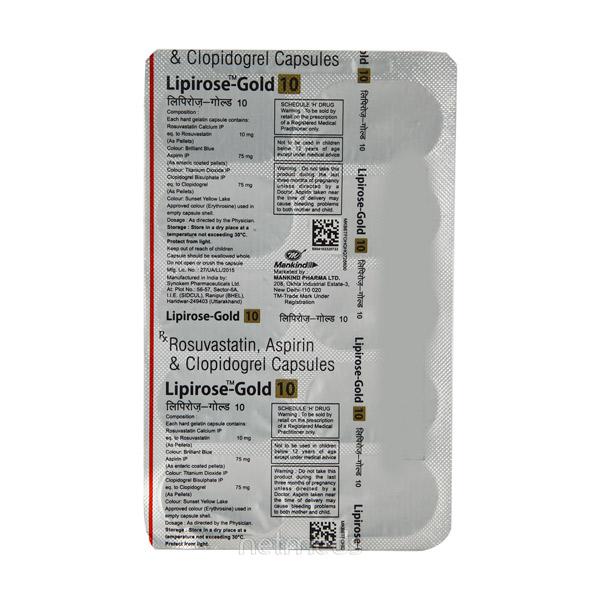 & Clopidogrel Capsules
Lipirose-Gold™ 10
लिपिरोज़-गोल्ड 10
Composition :
Each hard gelatin capsule contains:
Rosuvastatin Calcium IP
eq. to Rosuvastatin 10 mg
(As Pellets)
Colour: Brilliant Blue
Aspirin IP 75 mg
(As enteric coated pellets)
Colour: Titanium Dioxide IP
Clopidogrel Bisulphate IP
eq. to Clopidogrel 75 mg
(As Pellets)
Colour: Sunset Yellow Lake
Approved colour (Erythrosine) used in
empty capsule shell.
Dosage : As directed by the Physician.
Storage : Store in a dry place at a
temperature not exceeding 30°C.
Protect from light.
Keep out of reach of children
Capsule should be swallowed whole.
Do not open or crush the capsule
Mfg. Lic. No. : 27/UA/LL/2015
Manufactured in India by:
Synokem Pharmaceuticals Ltd.
At: Plot No.: 56-57, Sector-6A,
I.I.E. (SIDCUL), Ranipur (BHEL),
Haridwar-249403 (Uttarakhand)
SCHEDULE 'H' DRUG
Warning : To be sold by
retail on the prescription
of a Registered Medical
Practitioner only.
Not to be used in children
below 12 years of age
except under medical advice
Warning : Do not take this
product during the last
three months of pregnancy
unless directed by a
Doctor. Aspirin taken near
the time of delivery may
cause bleeding problems
to both mother and child.
Mankind
Marketed by :
MANKIND PHARMA LTD.
208, Okhla Industrial Estate-3,
New Delhi-110 020
TM-Trade Mark Under
Registration
Lipirose-Gold 10
लिपिरोज़-गोल्ड 10
Rx Rosuvastatin, Aspirin
& Clopidogrel Capsules
Lipirose-Gold™ 10
लिपिरोज़-गोल्ड 10
Composition :
Each hard gelatin capsule contains:
Rosuvastatin Calcium IP
eq. to Rosuvastatin 10 mg
(As Pellets)
Colour: Brilliant Blue
Aspirin IP 75 mg
(As enteric coated pellets)
Colour: Titanium Dioxide IP
Clopidogrel Bisulphate IP
eq. to Clopidogrel 75 mg
(As Pellets)
Colour: Sunset Yellow Lake
Approved colour (Erythrosine) used in
empty capsule shell.
Dosage : As directed by the Physician.
Storage : Store in a dry place at a
temperature not exceeding 30°C.
Protect from light.
SCHEDULE 'H' DRUG
Warning : To be sold by
retail on the prescription
of a Registered Medical
Practitioner only.
Not to be used in children
below 12 years of age
except under medical advice
Warning : Do not take this
product during the last
three months of pregnancy
unless directed by a
Doctor. Aspirin taken near
the time of delivery may
cause bleeding problems
to both mother and child.
10
लिपिरोज़-गोल्ड 10
Lipirose-Gold 10
लिपिरोज़-गोल्ड 10
Lipirose-Gold 10
लिपिरोज़-गोल्ड 10
Lipirose-
netmeds